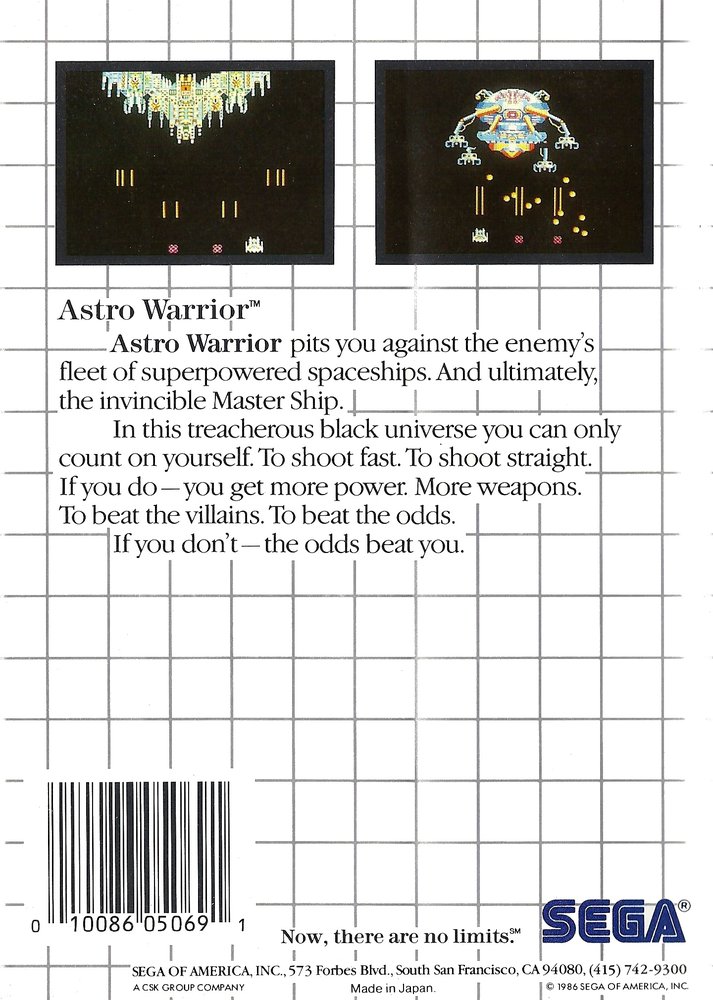 Astro Warrior™
Astro Warrior pits you against the enemy's
fleet of superpowered spaceships. And ultimately,
the invincible Master Ship.
In this treacherous black universe you can only
count on yourself. To shoot fast. To shoot straight.
If you do — you get more power. More weapons.
To beat the villains. To beat the odds.
If you don't — the odds beat you.
0 10086 05069 1
Now, there are no limits.℠
SEGA®
SEGA OF AMERICA, INC., 573 Forbes Blvd., South San Francisco, CA 94080, (415) 742-9300
A CSK GROUP COMPANY
Made in Japan.
© 1986 SEGA OF AMERICA, INC.